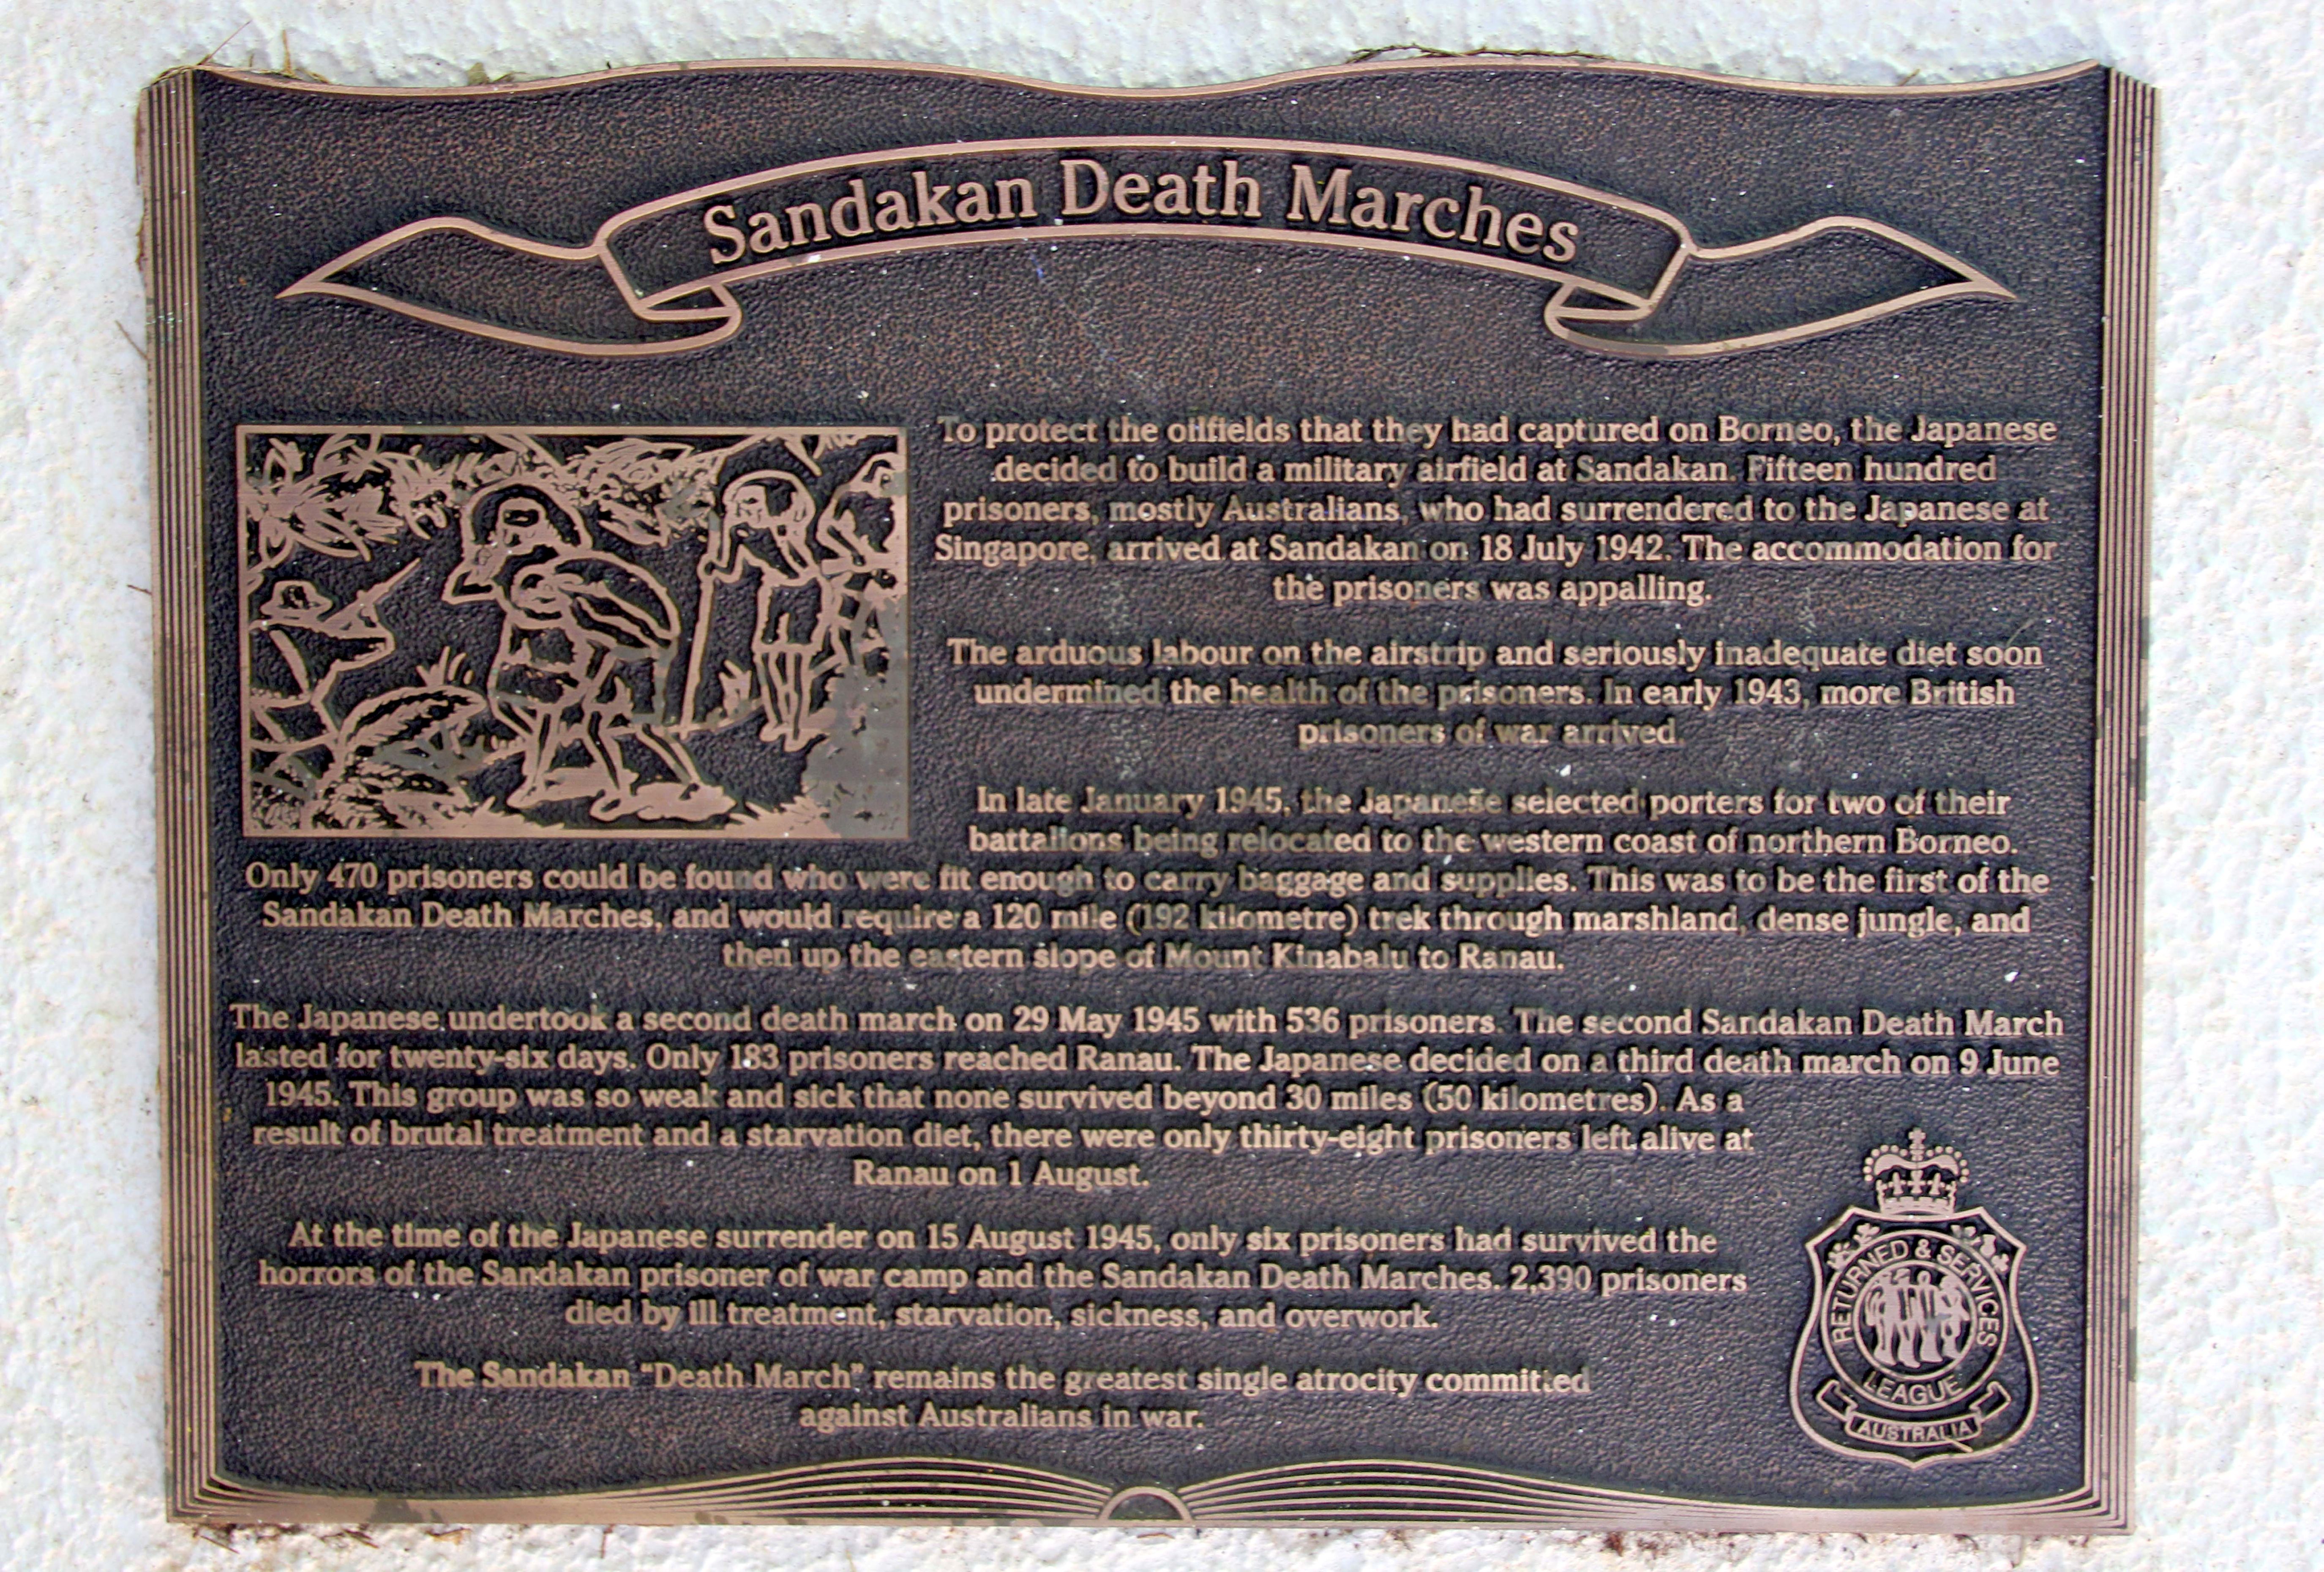 Sandakan Death Marches
To protect the oilfields that they had captured on Borneo, the Japanese
decided to build a military airfield at Sandakan. Fifteen hundred
prisoners, mostly Australians, who had surrendered to the Japanese at
Singapore, arrived at Sandakan on 18 July 1942. The accommodation for
the prisoners was appalling.
The arduous labour on the airstrip and seriously inadequate diet soon
undermined the health of the prisoners. In early 1943, more British
prisoners of war arrived.
In late January 1945, the Japanese selected porters for two of their
battalions being relocated to the western coast of northern Borneo.
Only 470 prisoners could be found who were fit enough to carry baggage and supplies. This was to be the first of the
Sandakan Death Marches, and would require a 120 mile (192 kilometre) trek through marshland, dense jungle, and
then up the eastern slope of Mount Kinabalu to Ranau.
The Japanese undertook a second death march on 29 May 1945 with 536 prisoners. The second Sandakan Death March
lasted for twenty-six days. Only 183 prisoners reached Ranau. The Japanese decided on a third death march on 9 June
1945. This group was so weak and sick that none survived beyond 30 miles (50 kilometres). As a
result of brutal treatment and a starvation diet, there were only thirty-eight prisoners left alive at
Ranau on 1 August.
At the time of the Japanese surrender on 15 August 1945, only six prisoners had survived the
horrors of the Sandakan prisoner of war camp and the Sandakan Death Marches. 2,390 prisoners
died by ill treatment, starvation, sickness, and overwork.
The Sandakan "Death March" remains the greatest single atrocity committed
against Australians in war.
RETURNED & SERVICES
LEAGUE
AUSTRALIA